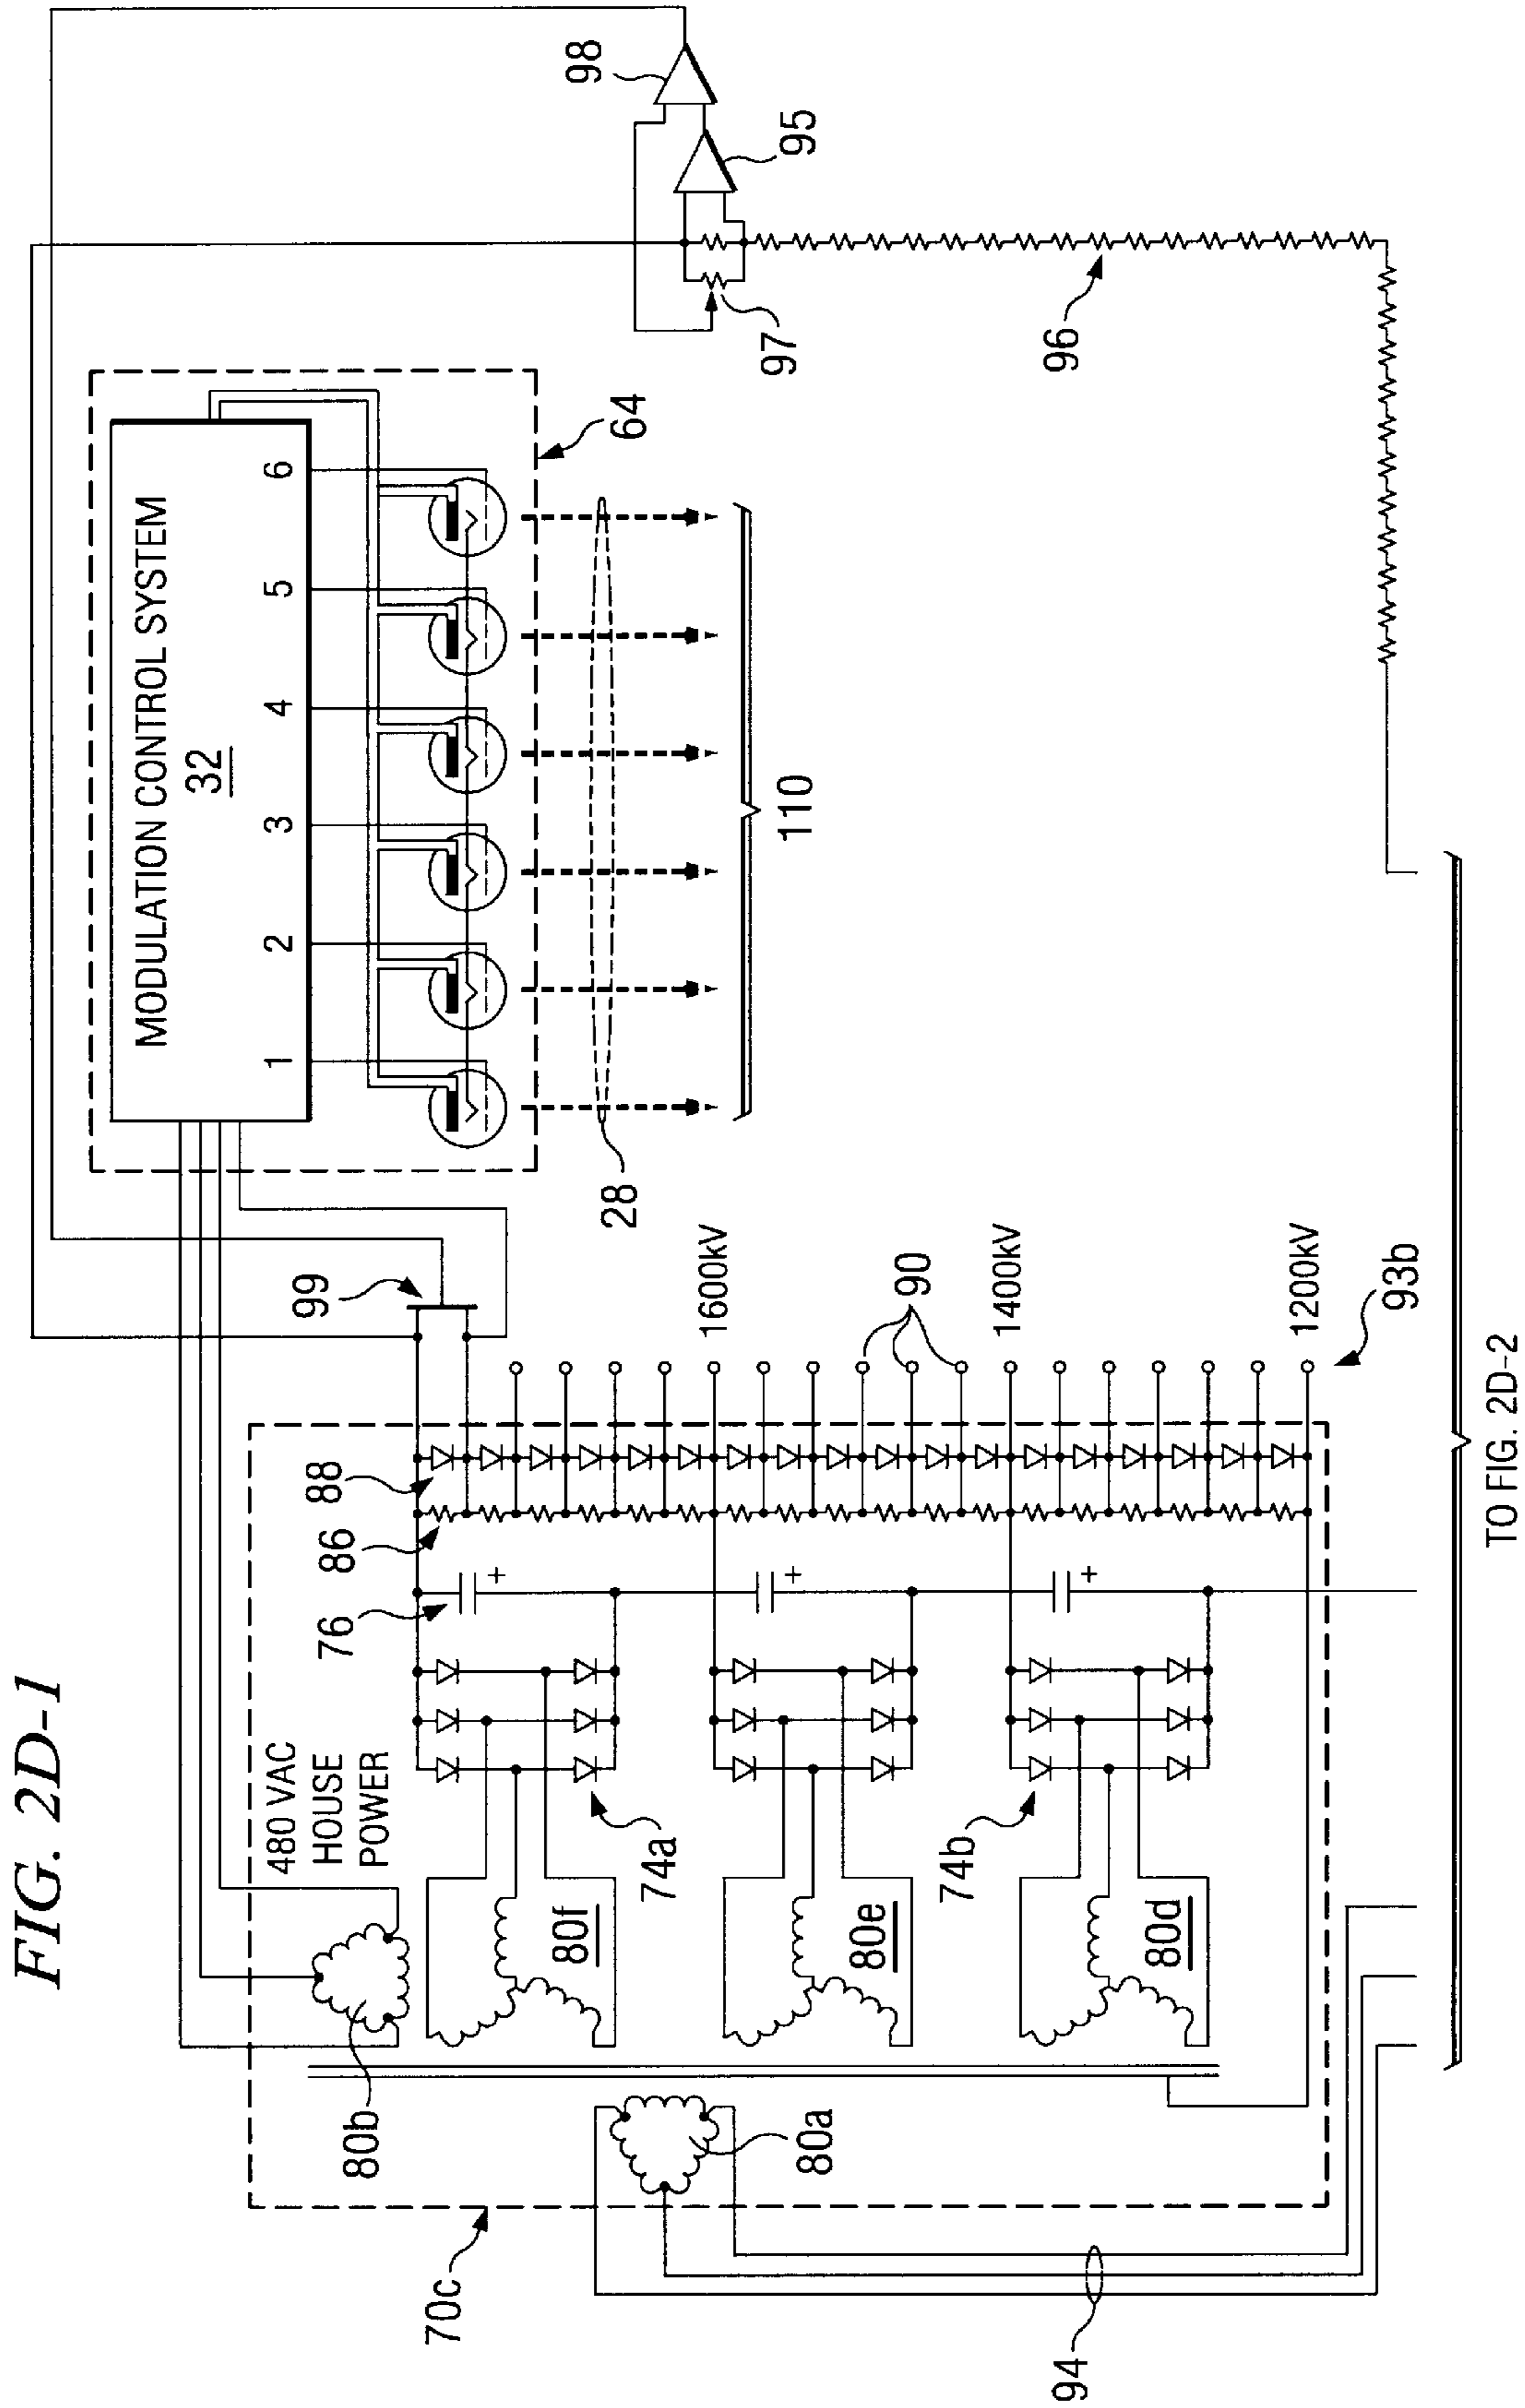 FIG. 2D-1
MODULATION CONTROL SYSTEM
32
1 2 3 4 5 6
64
28
110
98
95
97
96
99
480 VAC
HOUSE
POWER
80b
80a
70c
94
80f
80e
80d
74a
74b
76
86
88
90
1600kV
1400kV
1200kV
93b
+
+
+
TO FIG. 2D-2